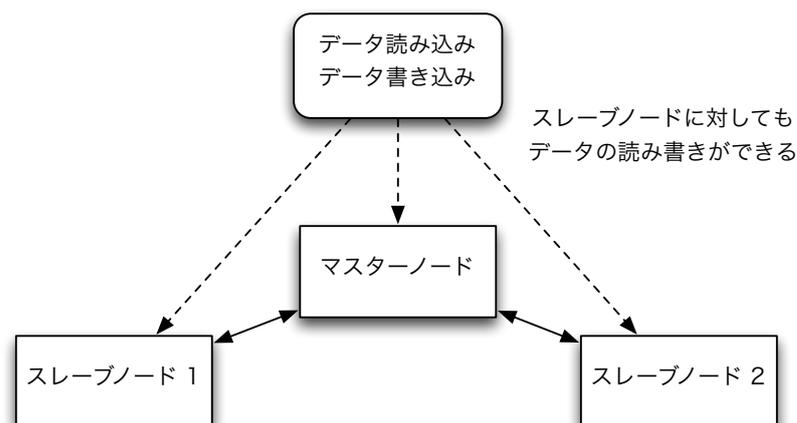 データ読み込み
データ書き込み
スレーブノードに対しても
データの読み書きができる
マスターノード
スレーブノード 1
スレーブノード 2